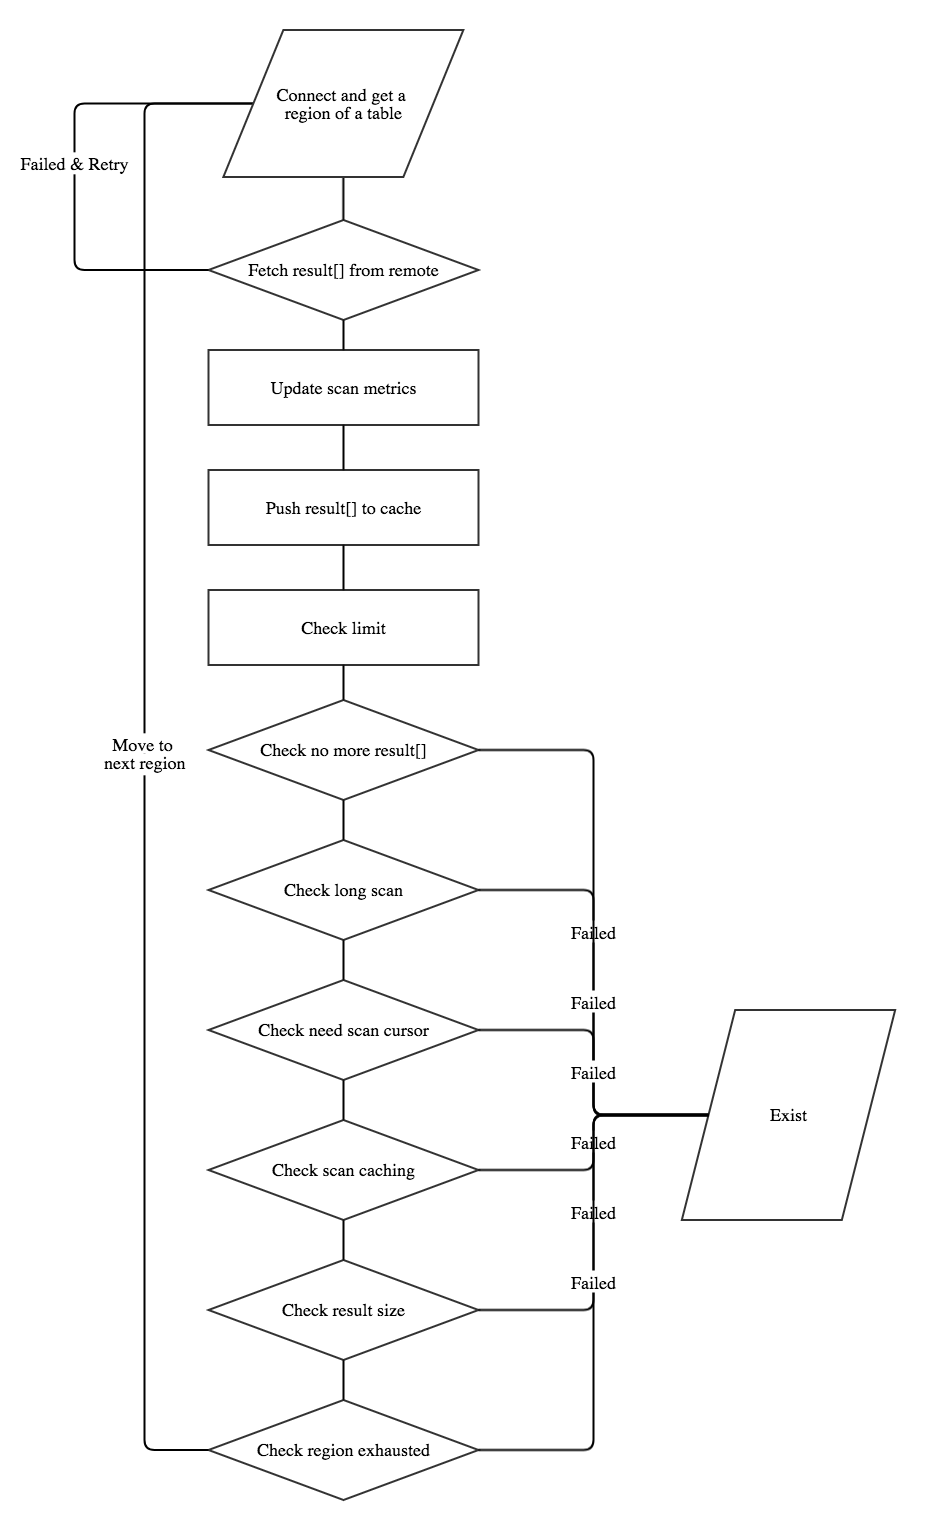 Connect and get a
region of a table
Failed & Retry
Fetch result[] from remote
Update scan metrics
Push result[] to cache
Check limit
Move to
next region
Check no more result[]
Check long scan
Failed
Failed
Check need scan cursor
Failed
Exist
Failed
Check scan caching
Failed
Failed
Check result size
Check region exhausted